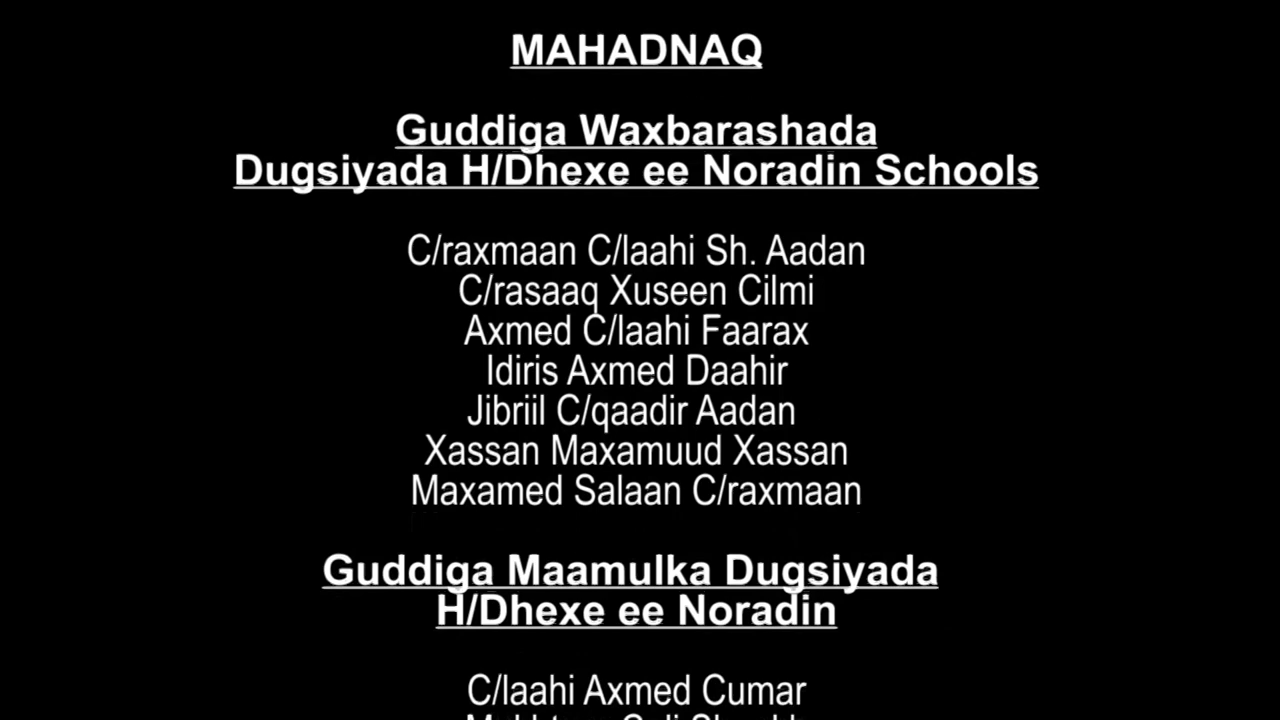 MAHADNAQ
Guddiga Waxbarashada
Dugsiyada H/Dhexe ee Noradin Schools
C/raxmaan C/laahi Sh. Aadan
C/rasaaq Xuseen Cilmi
Axmed C/laahi Faarax
Idiris Axmed Daahir
Jibriil C/qaadir Aadan
Xassan Maxamuud Xassan
Maxamed Salaan C/raxmaan
Guddiga Maamulka Dugsiyada
H/Dhexe ee Noradin
C/laahi Axmed Cumar